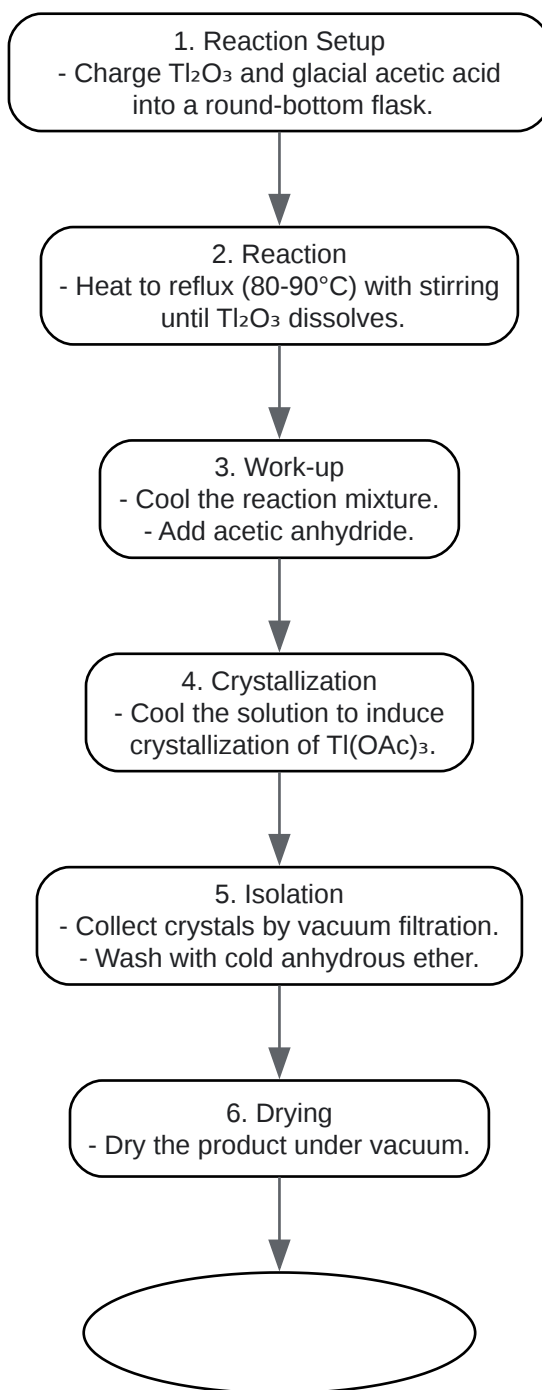 1. Reaction Setup
- Charge Tl₂O₃ and glacial acetic acid
into a round-bottom flask.
2. Reaction
- Heat to reflux (80-90°C) with stirring
until Tl₂O₃ dissolves.
3. Work-up
- Cool the reaction mixture.
- Add acetic anhydride.
4. Crystallization
- Cool the solution to induce
crystallization of Tl(OAc)₃.
5. Isolation
- Collect crystals by vacuum filtration.
- Wash with cold anhydrous ether.
6. Drying
- Dry the product under vacuum.